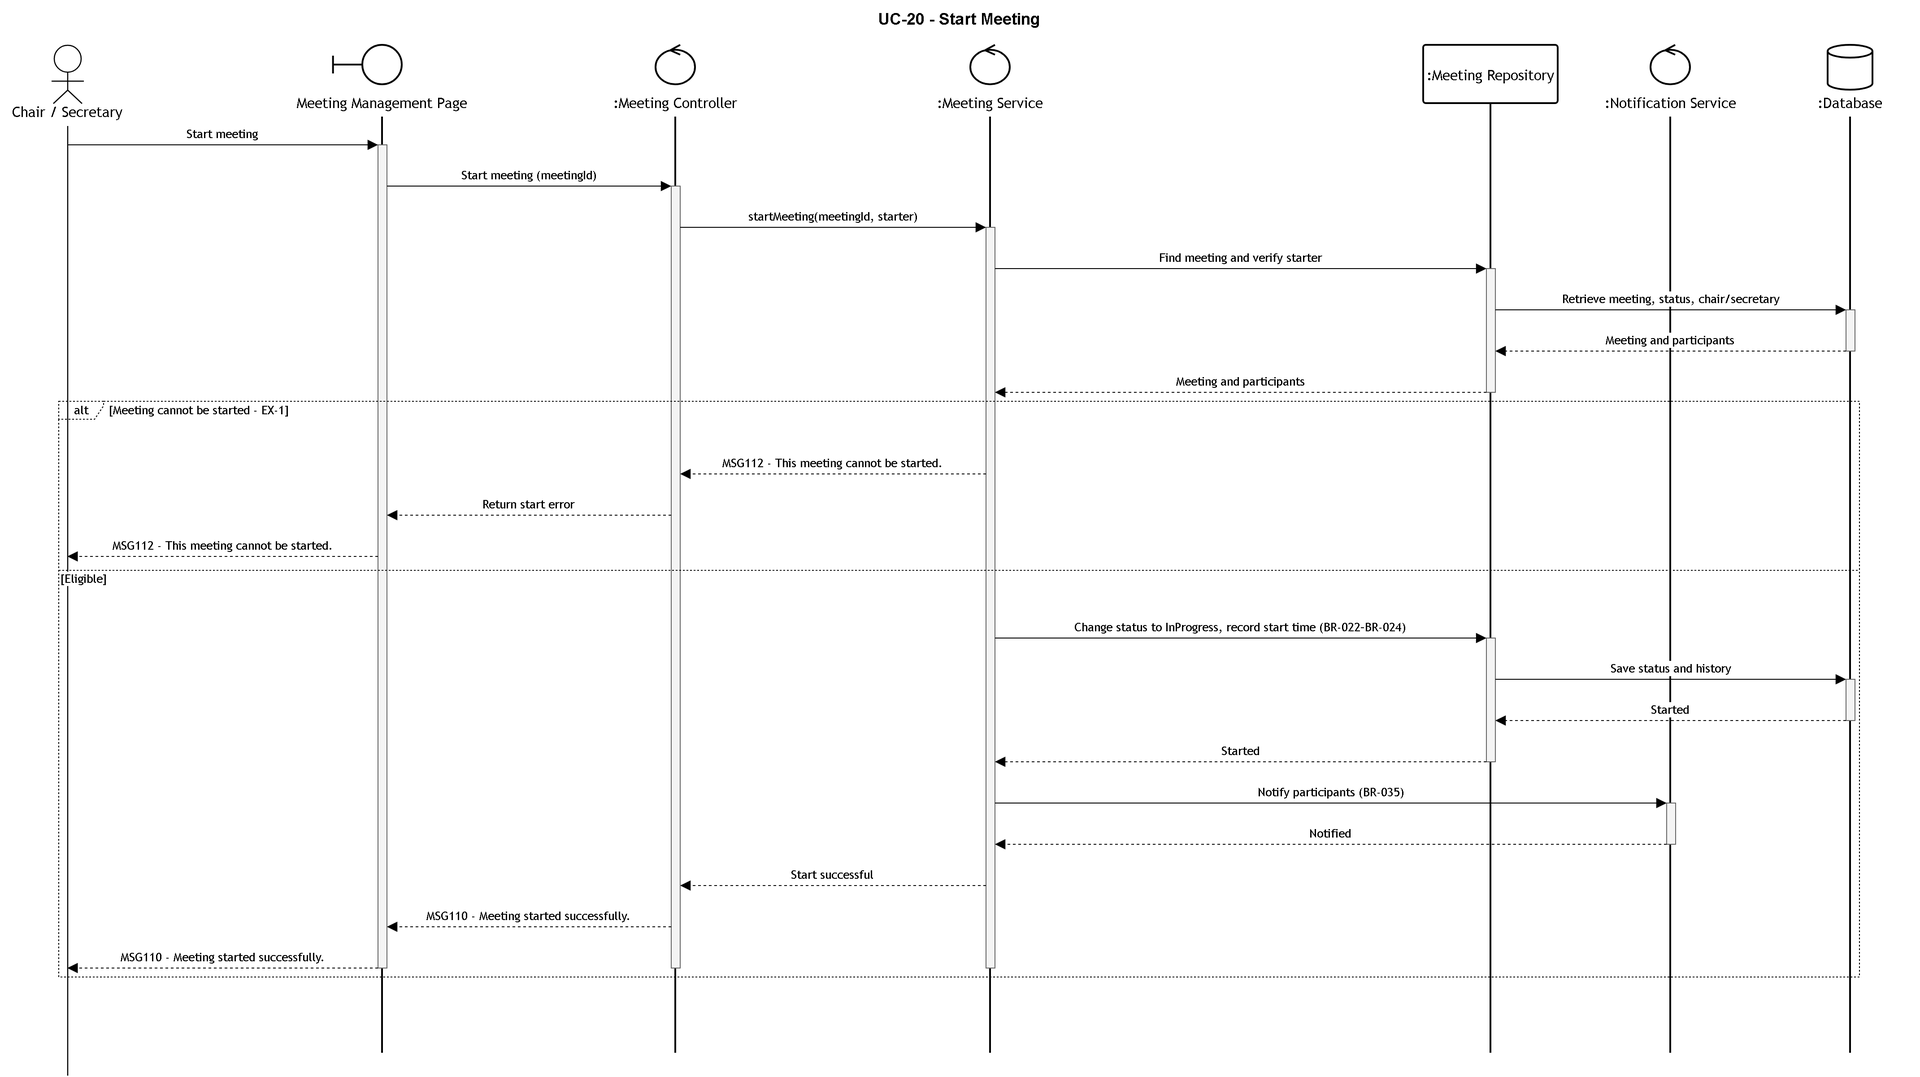 UC-20 - Start Meeting
Chair / Secretary
Meeting Management Page
:Meeting Controller
:Meeting Service
:Meeting Repository
:Notification Service
:Database
Start meeting
Start meeting (meetingId)
startMeeting(meetingId, starter)
Find meeting and verify starter
Retrieve meeting, status, chair/secretary
Meeting and participants
Meeting and participants
alt [Meeting cannot be started - EX-1]
MSG112 - This meeting cannot be started.
Return start error
MSG112 - This meeting cannot be started.
[Eligible]
Change status to InProgress, record start time (BR-022-BR-024)
Save status and history
Started
Started
Notify participants (BR-035)
Notified
Start successful
MSG110 - Meeting started successfully.
MSG110 - Meeting started successfully.